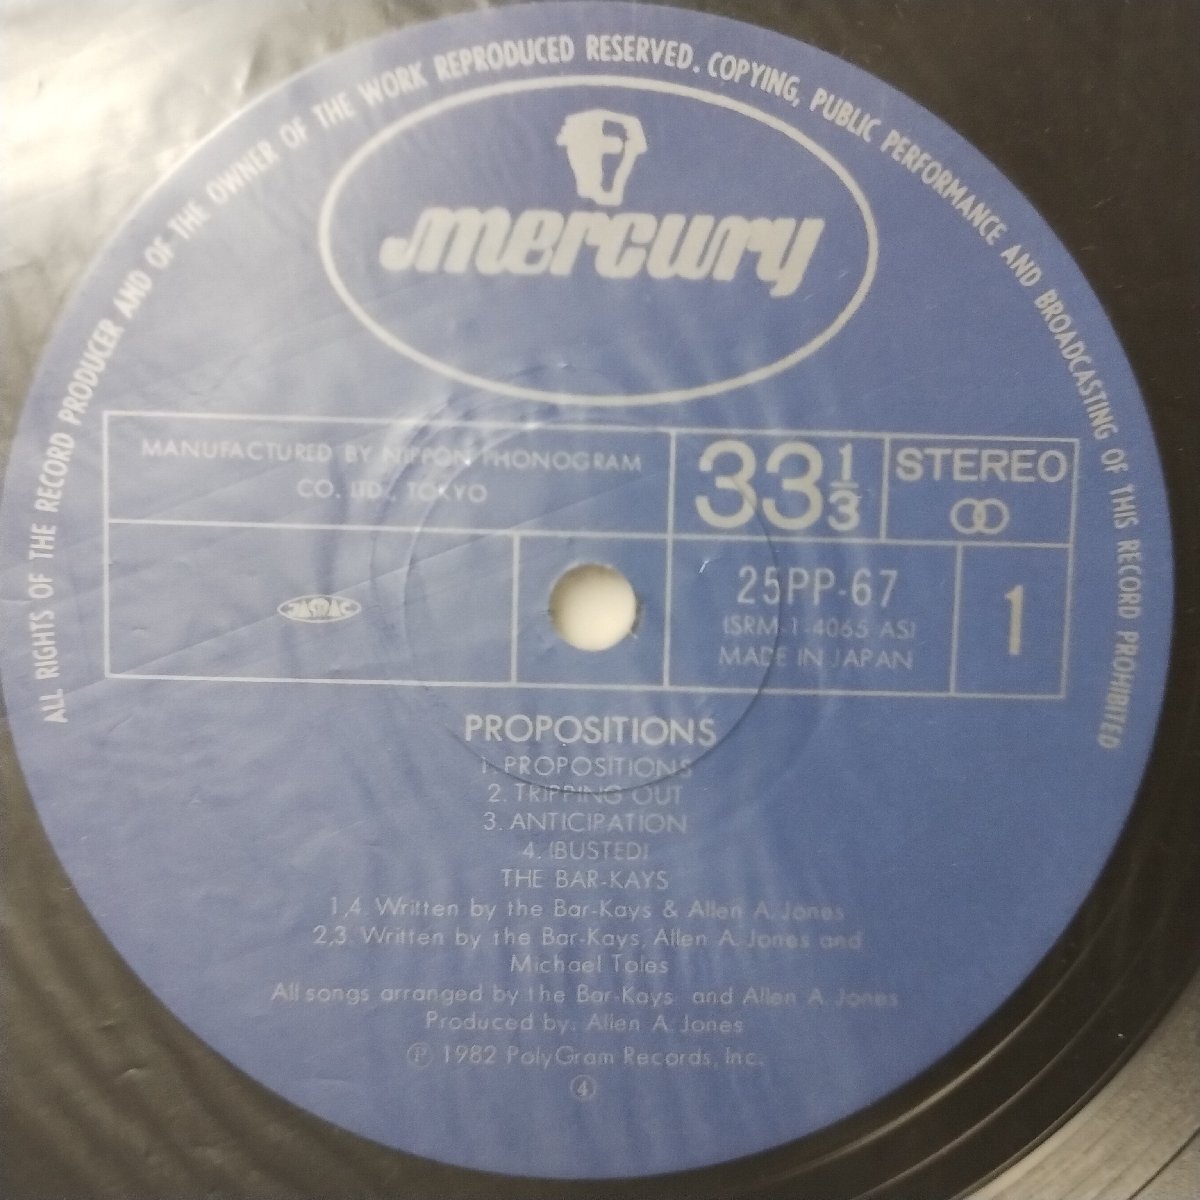 ALL RIGHTS OF THE RECORD PRODUCER AND OF THE OWNER OF THE WORK REPRODUCED RESERVED. COPYING, PUBLIC PERFORMANCE AND BROADCASTING OF THIS RECORD PROHIBITED
mercury
MANUFACTURED BY NIPPON PHONOGRAM
CO. LTD., TOKYO
33 1/3
STEREO
JASRAC
25PP-67
(SRM-1-4065 AS)
MADE IN JAPAN
1
PROPOSITIONS
1. PROPOSITIONS
2. TRIPPING OUT
3. ANTICIPATION
4. (BUSTED)
THE BAR-KAYS
1,4. Written by the Bar-Kays & Allen A. Jones
2,3. Written by the Bar-Kays, Allen A. Jones and
Michael Toles
All songs arranged by the Bar-Kays and Allen A. Jones
Produced by: Allen A. Jones
Ⓟ 1982 PolyGram Records, Inc.
④